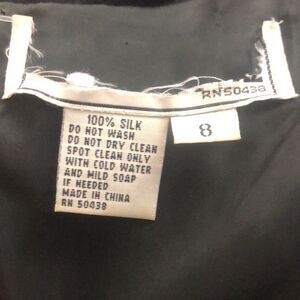 RN50438
100% SILK
DO NOT WASH
DO NOT DRY CLEAN
SPOT CLEAN ONLY
WITH COLD WATER
AND MILD SOAP
IF NEEDED
MADE IN CHINA
RN 50438
8